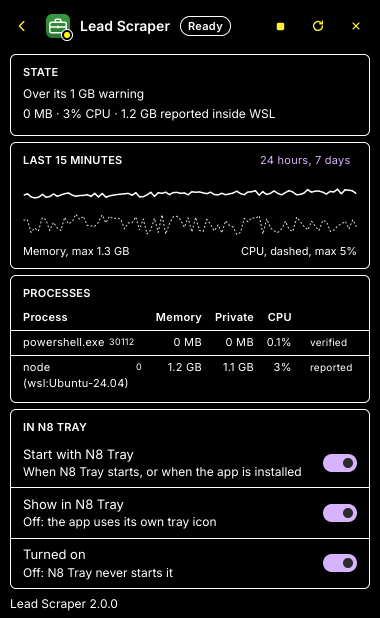 Lead Scraper Ready
STATE
Over its 1 GB warning
0 MB · 3% CPU · 1.2 GB reported inside WSL
LAST 15 MINUTES 24 hours, 7 days
Memory, max 1.3 GB CPU, dashed, max 5%
PROCESSES
Process Memory Private CPU
powershell.exe 30112 0 MB 0 MB 0.1% verified
node 0 1.2 GB 1.1 GB 3% reported
(wsl:Ubuntu-24.04)
IN N8 TRAY
Start with N8 Tray
When N8 Tray starts, or when the app is installed
Show in N8 Tray
Off: the app uses its own tray icon
Turned on
Off: N8 Tray never starts it
Lead Scraper 2.0.0